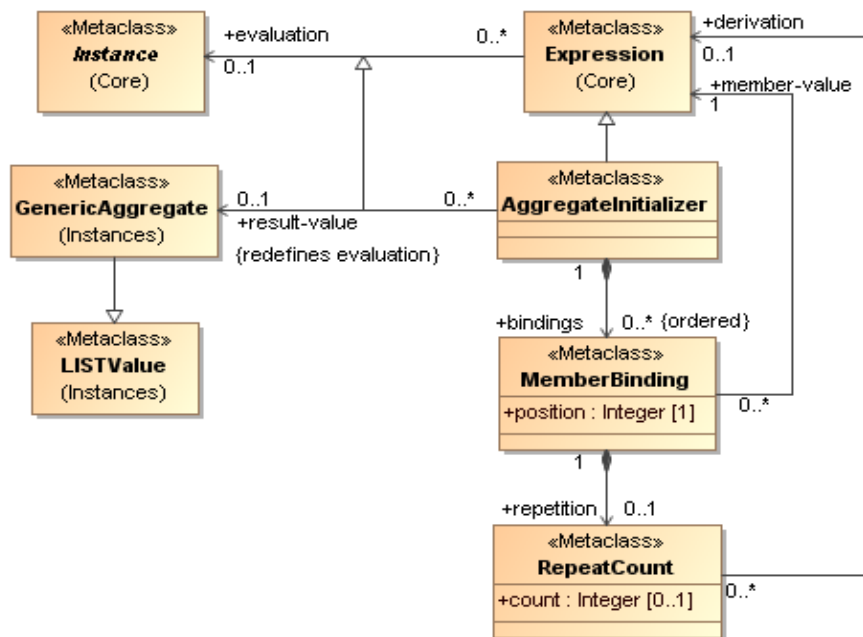 «Metaclass»
Instance
(Core)
+evaluation
0..1
0..*
«Metaclass»
Expression
(Core)
+derivation
0..1
+member-value
1
«Metaclass»
GenericAggregate
(Instances)
0..1
+result-value
{redefines evaluation}
0..*
«Metaclass»
AggregateInitializer
1
+bindings
0..* {ordered}
«Metaclass»
LISTValue
(Instances)
«Metaclass»
MemberBinding
+position : Integer [1]
0..*
1
+repetition
0..1
«Metaclass»
RepeatCount
+count : Integer [0..1]
0..*